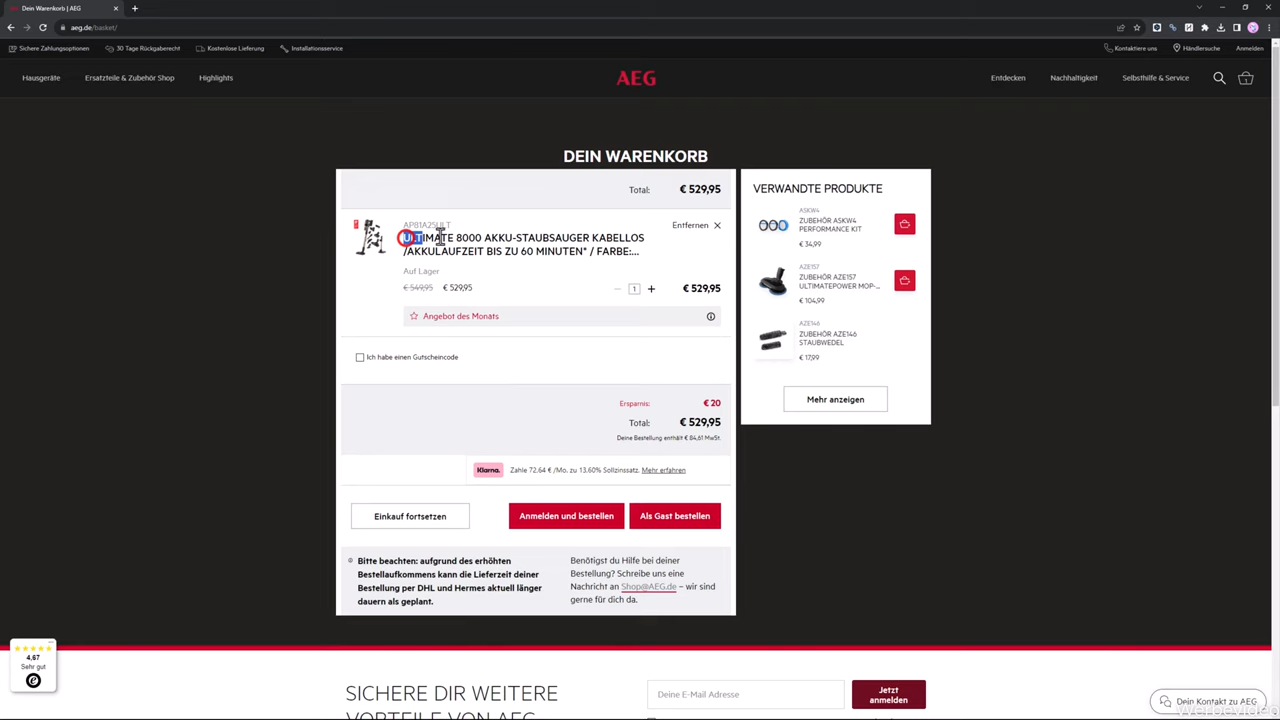 Dein Warenkorb | AEG
aeg.de/basket/
Sichere Zahlungsoptionen
30 Tage Rückgaberecht
Kostenlose Lieferung
Installationsservice
Kontaktiere uns
Händlersuche
Anmelden
Hausgeräte
Ersatzteile & Zubehör Shop
Highlights
AEG
Entdecken
Nachhaltigkeit
Selbsthilfe & Service
1
DEIN WARENKORB
Total: € 529,95
AP81A25ULT
Entfernen
ULTIMATE 8000 AKKU-STAUBSAUGER KABELLOS
/AKKULAUFZEIT BIS ZU 60 MINUTEN* / FARBE:...
Auf Lager
€ 549,95 € 529,95
1
€ 529,95
Angebot des Monats
Ich habe einen Gutscheincode
Ersparnis: € 20
Total: € 529,95
Deine Bestellung enthält € 84,61 MwSt.
Klarna. Zahle 72.64 € /Mo. zu 13.60% Sollzinssatz. Mehr erfahren
Einkauf fortsetzen
Anmelden und bestellen
Als Gast bestellen
Bitte beachten: aufgrund des erhöhten
Bestellaufkommens kann die Lieferzeit deiner
Bestellung per DHL und Hermes aktuell länger
dauern als geplant.
Benötigst du Hilfe bei deiner
Bestellung? Schreibe uns eine
Nachricht an Shop@AEG.de – wir sind
gerne für dich da.
VERWANDTE PRODUKTE
ASKW4
ZUBEHÖR ASKW4
PERFORMANCE KIT
€ 34,99
AZE157
ZUBEHÖR AZE157
ULTIMATEPOWER MOP-...
€ 104,99
AZE146
ZUBEHÖR AZE146
STAUBWEDEL
€ 17,99
Mehr anzeigen
4,67
Sehr gut
SICHERE DIR WEITERE
VORTEILE VON AEG
Deine E-Mail Adresse
Jetzt
anmelden
Dein Kontakt zu AEG